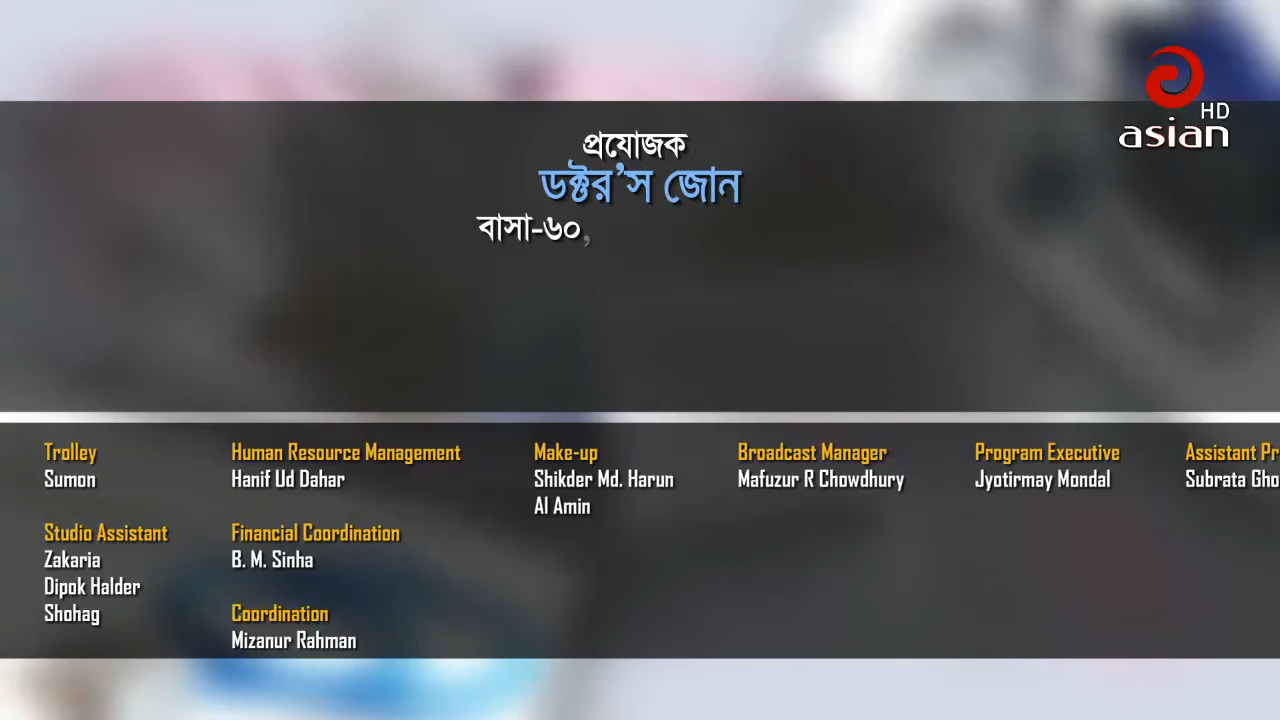 HD
asian
প্রযোজক
ডক্টর’স জোন
বাসা-৬০,
Trolley
Sumon
Studio Assistant
Zakaria
Dipok Halder
Shohag
Human Resource Management
Hanif Ud Dahar
Financial Coordination
B. M. Sinha
Coordination
Mizanur Rahman
Make-up
Shikder Md. Harun
Al Amin
Broadcast Manager
Mafuzur R Chowdhury
Program Executive
Jyotirmay Mondal
Assistant
Subrata